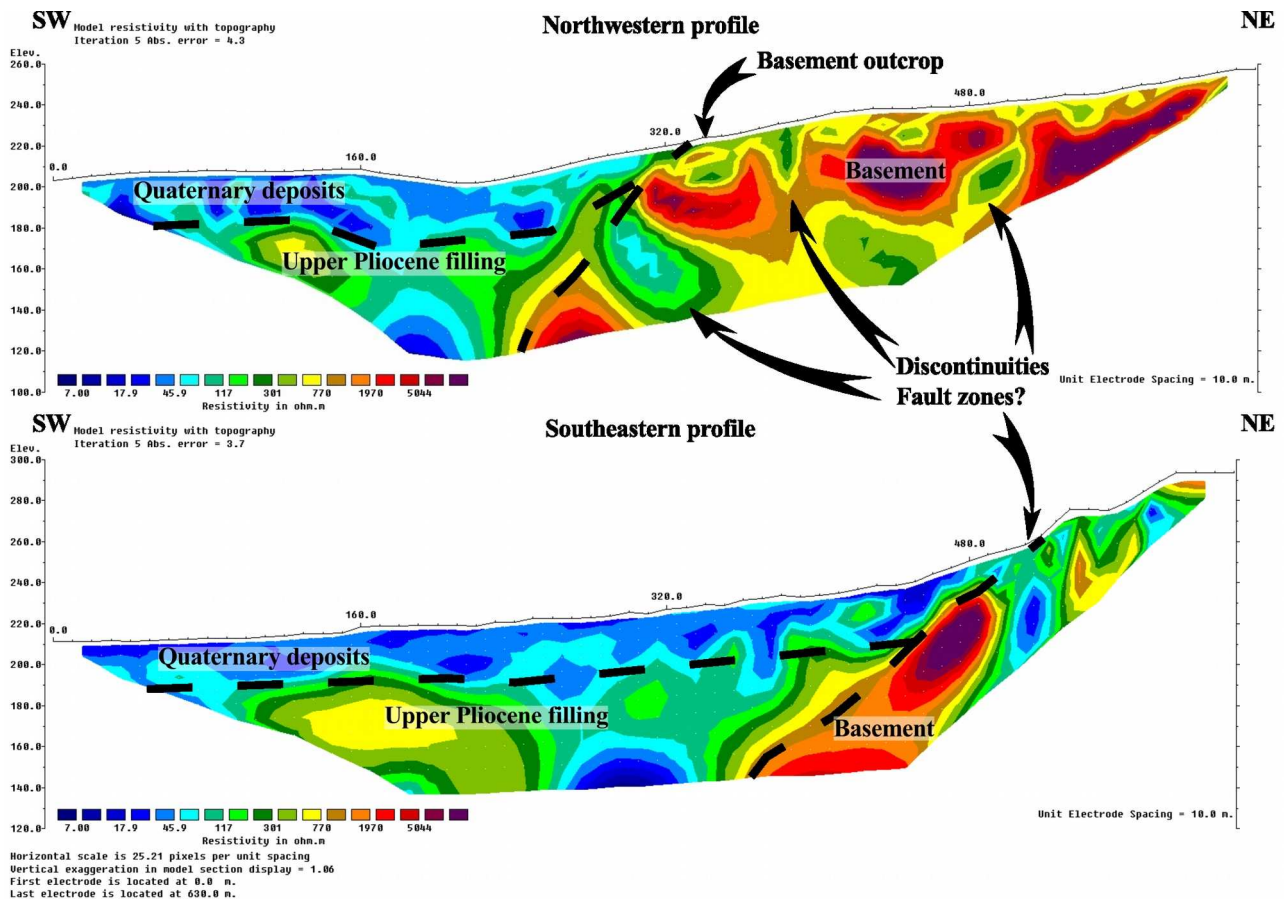 SW
Model resistivity with topography
Iteration 5 Abs. error = 4.3
Northwestern profile
NE
Elev.
260.0
240.0
220.0
200.0
180.0
160.0
140.0
120.0
100.0
0.0
160.0
320.0
480.0
Basement outcrop
Quaternary deposits
Basement
Upper Pliocene filling
Discontinuities
Fault zones?
7.00 17.9 45.9 117 301 770 1970 5044
Resistivity in ohm.m
Unit Electrode Spacing = 10.0 m.
SW
Model resistivity with topography
Iteration 5 Abs. error = 3.7
Southeastern profile
NE
Elev.
300.0
280.0
260.0
240.0
220.0
200.0
180.0
160.0
140.0
120.0
0.0
160.0
320.0
480.0
Quaternary deposits
Upper Pliocene filling
Basement
7.00 17.9 45.9 117 301 770 1970 5044
Resistivity in ohm.m
Unit Electrode Spacing = 10.0 m.
Horizontal scale is 25.21 pixels per unit spacing
Vertical exaggeration in model section display = 1.06
First electrode is located at 0.0 m.
Last electrode is located at 630.0 m.